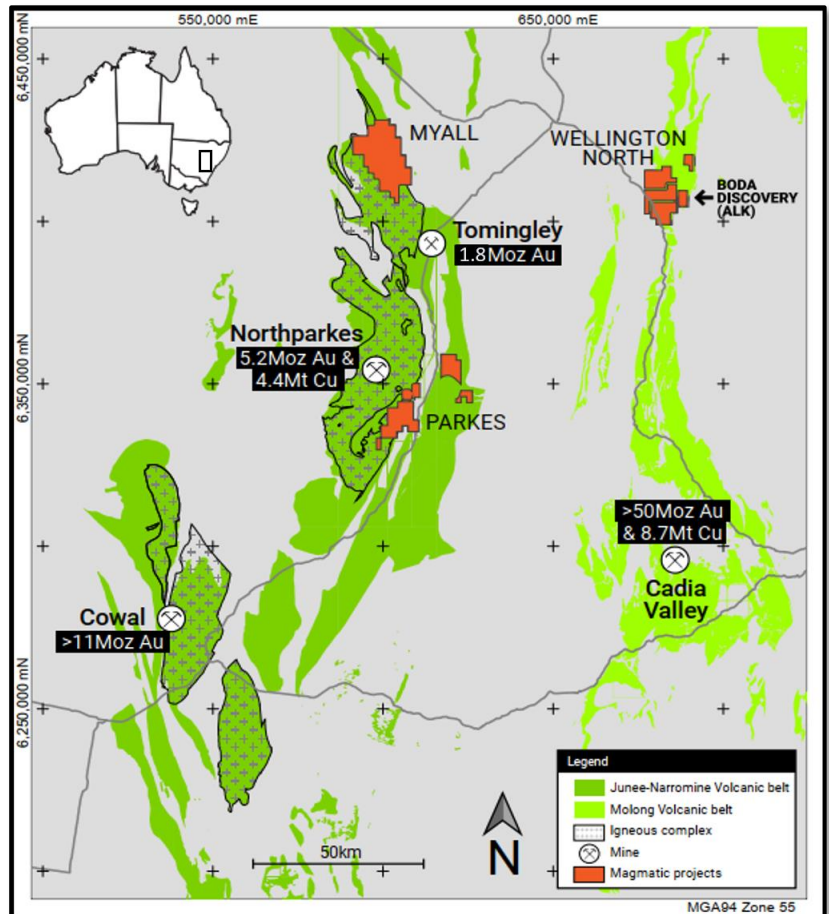 550,000 mE
650,000 mE
6,450,000 mN
MYALL
WELLINGTON
NORTH
BODA
DISCOVERY
(ALK)
Tomingley
1.8Moz Au
Northparkes
5.2Moz Au &
4.4Mt Cu
6,350,000 mN
PARKES
>50Moz Au
& 8.7Mt Cu
Cadia
Valley
Cowal
>11Moz Au
6,250,000 mN
Legend
Junee-Narromine Volcanic belt
Molong Volcanic belt
Igneous complex
Mine
Magmatic projects
50km
N
MGA94 Zone 55